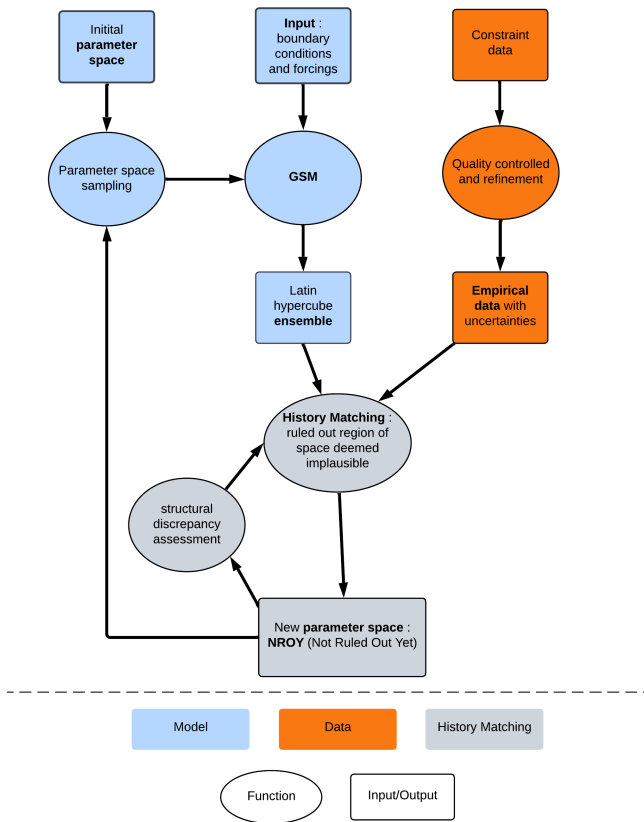 Initital
parameter
space
Input :
boundary
conditions
and forcings
Constraint
data
Parameter space
sampling
GSM
Quality controlled
and refinement
Latin
hypercube
ensemble
Empirical
data with
uncertainties
History Matching :
ruled out region of
space deemed
implausible
structural
discrepancy
assessment
New parameter space :
NROY (Not Ruled Out Yet)
Model
Data
History Matching
Function
Input/Output